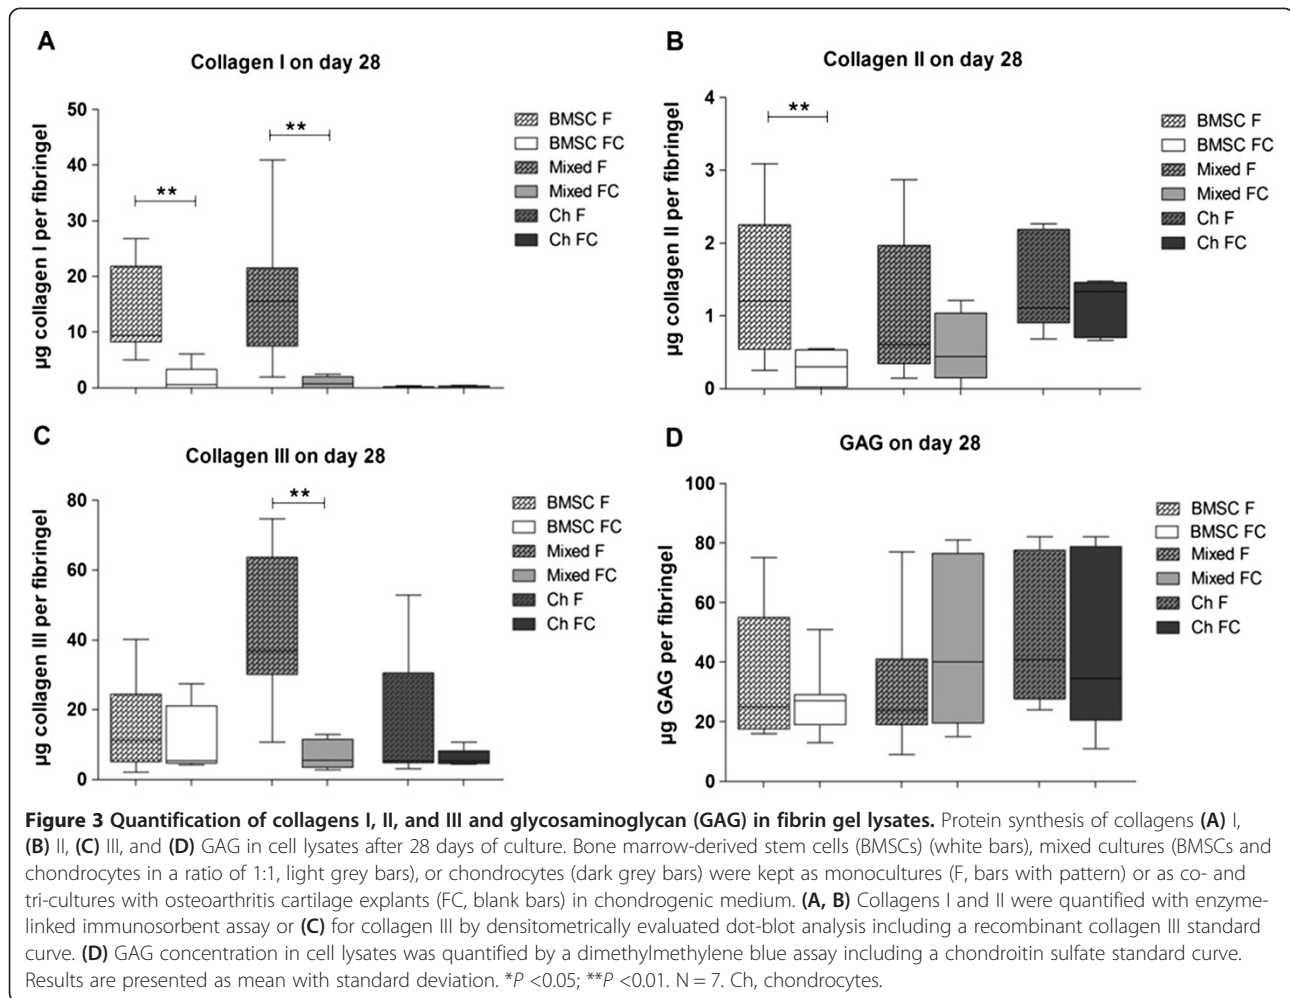 A
Collagen I on day 28
µg collagen I per fibringel
50
40
30
20
10
0
**
**
BMSC F
BMSC FC
Mixed F
Mixed FC
Ch F
Ch FC
B
Collagen II on day 28
µg collagen II per fibringel
4
3
2
1
0
**
BMSC F
BMSC FC
Mixed F
Mixed FC
Ch F
Ch FC
C
Collagen III on day 28
µg collagen III per fibringel
80
60
40
20
0
**
BMSC F
BMSC FC
Mixed F
Mixed FC
Ch F
Ch FC
D
GAG on day 28
µg GAG per fibringel
100
80
60
40
20
0
BMSC F
BMSC FC
Mixed F
Mixed FC
Ch F
Ch FC
Figure 3 Quantification of collagens I, II, and III and glycosaminoglycan (GAG) in fibrin gel lysates. Protein synthesis of collagens (A) I,
(B) II, (C) III, and (D) GAG in cell lysates after 28 days of culture. Bone marrow-derived stem cells (BMSCs) (white bars), mixed cultures (BMSCs and
chondrocytes in a ratio of 1:1, light grey bars), or chondrocytes (dark grey bars) were kept as monocultures (F, bars with pattern) or as co- and
tri-cultures with osteoarthritis cartilage explants (FC, blank bars) in chondrogenic medium. (A, B) Collagens I and II were quantified with enzyme-
linked immunosorbent assay or (C) for collagen III by densitometrically evaluated dot-blot analysis including a recombinant collagen III standard
curve. (D) GAG concentration in cell lysates was quantified by a dimethylmethylene blue assay including a chondroitin sulfate standard curve.
Results are presented as mean with standard deviation. *P <0.05; **P <0.01. N = 7. Ch, chondrocytes.